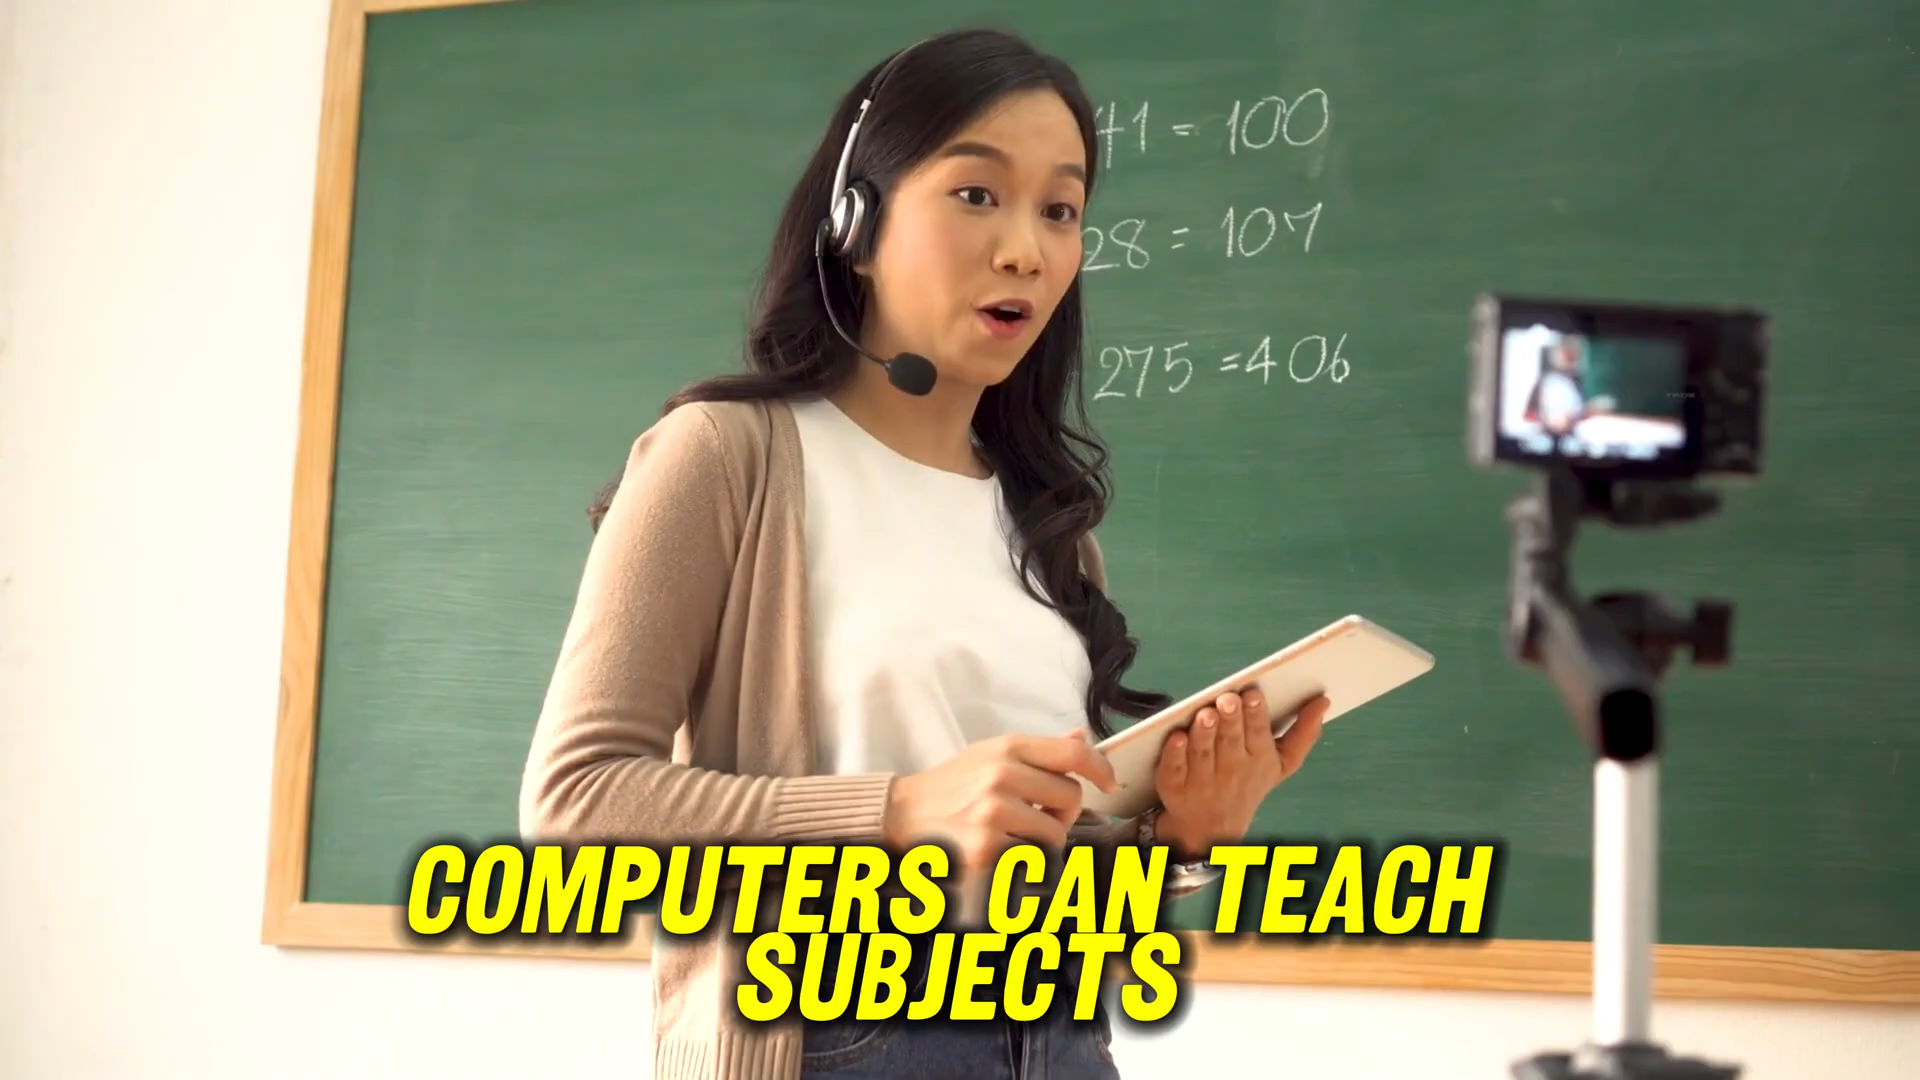 41 = 100
28 = 107
275 = 406
COMPUTERS CAN TEACH
SUBJECTS